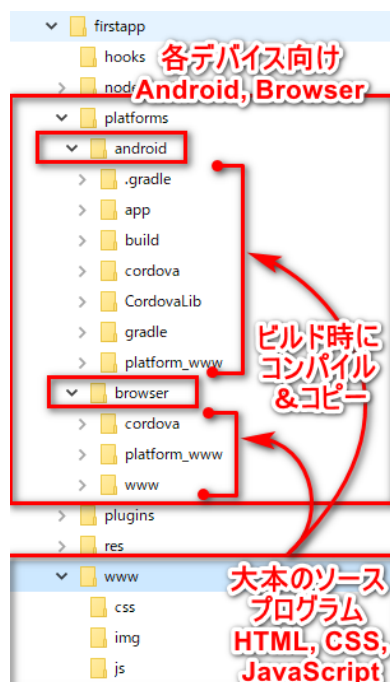 firstapp
hooks
各デバイス向け
node
Android, Browser
platforms
android
.gradle
app
build
cordova
CordovaLib
gradle
platform_www
ビルド時に
コンパイル
&コピー
browser
cordova
platform_www
www
plugins
res
www
大本のソース
プログラム
HTML, CSS,
JavaScript
css
img
js